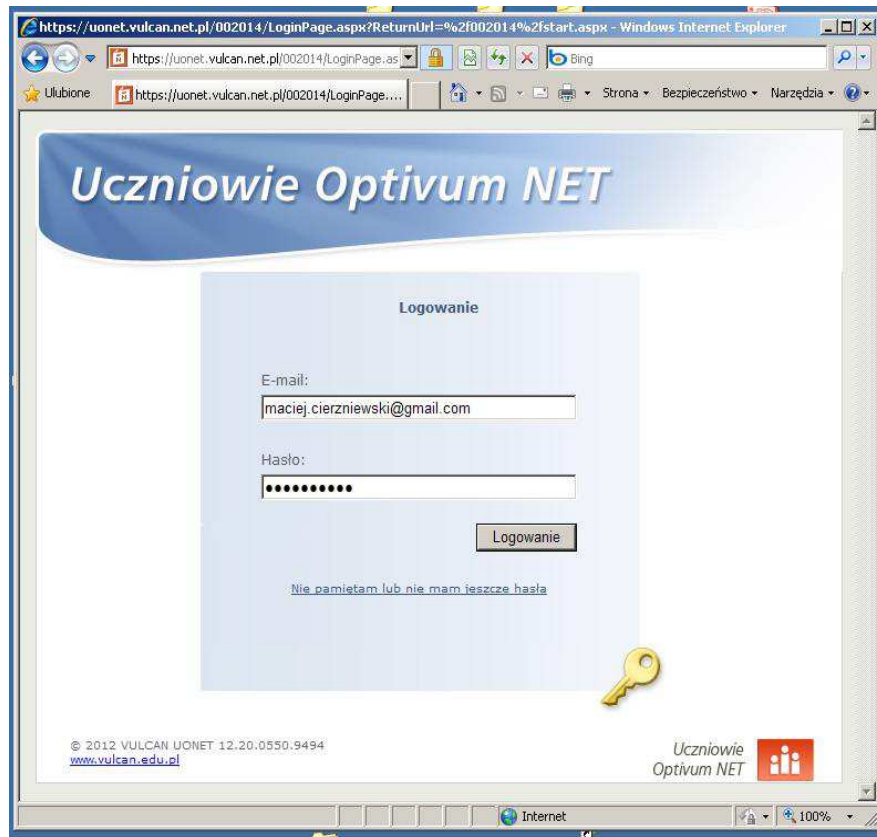 https://uonet.vulcan.net.pl/002014/LoginPage.aspx?ReturnUrl=%2f002014%2fstart.aspx - Windows Internet Explorer
https://uonet.vulcan.net.pl/002014/LoginPage.as
Bing
Ulubione
https://uonet.vulcan.net.pl/002014/LoginPage....
Strona
Bezpieczeństwo
Narzędzia
Uczniowie Optivum NET
Logowanie
E-mail:
maciej.cierzniewski@gmail.com
Hasło:
Logowanie
Nie pamiętam lub nie mam jeszcze hasła
© 2012 VULCAN UONET 12.20.0550.9494
www.vulcan.edu.pl
Uczniowie
Optivum NET
Internet
100%